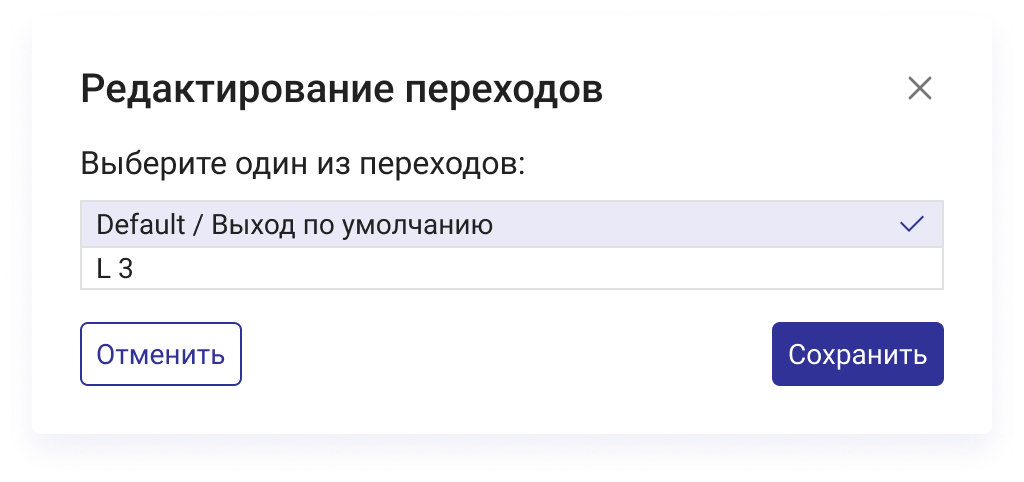 Редактирование переходов
Выберите один из переходов:
Default / Выход по умолчанию
L 3
Отменить
Сохранить